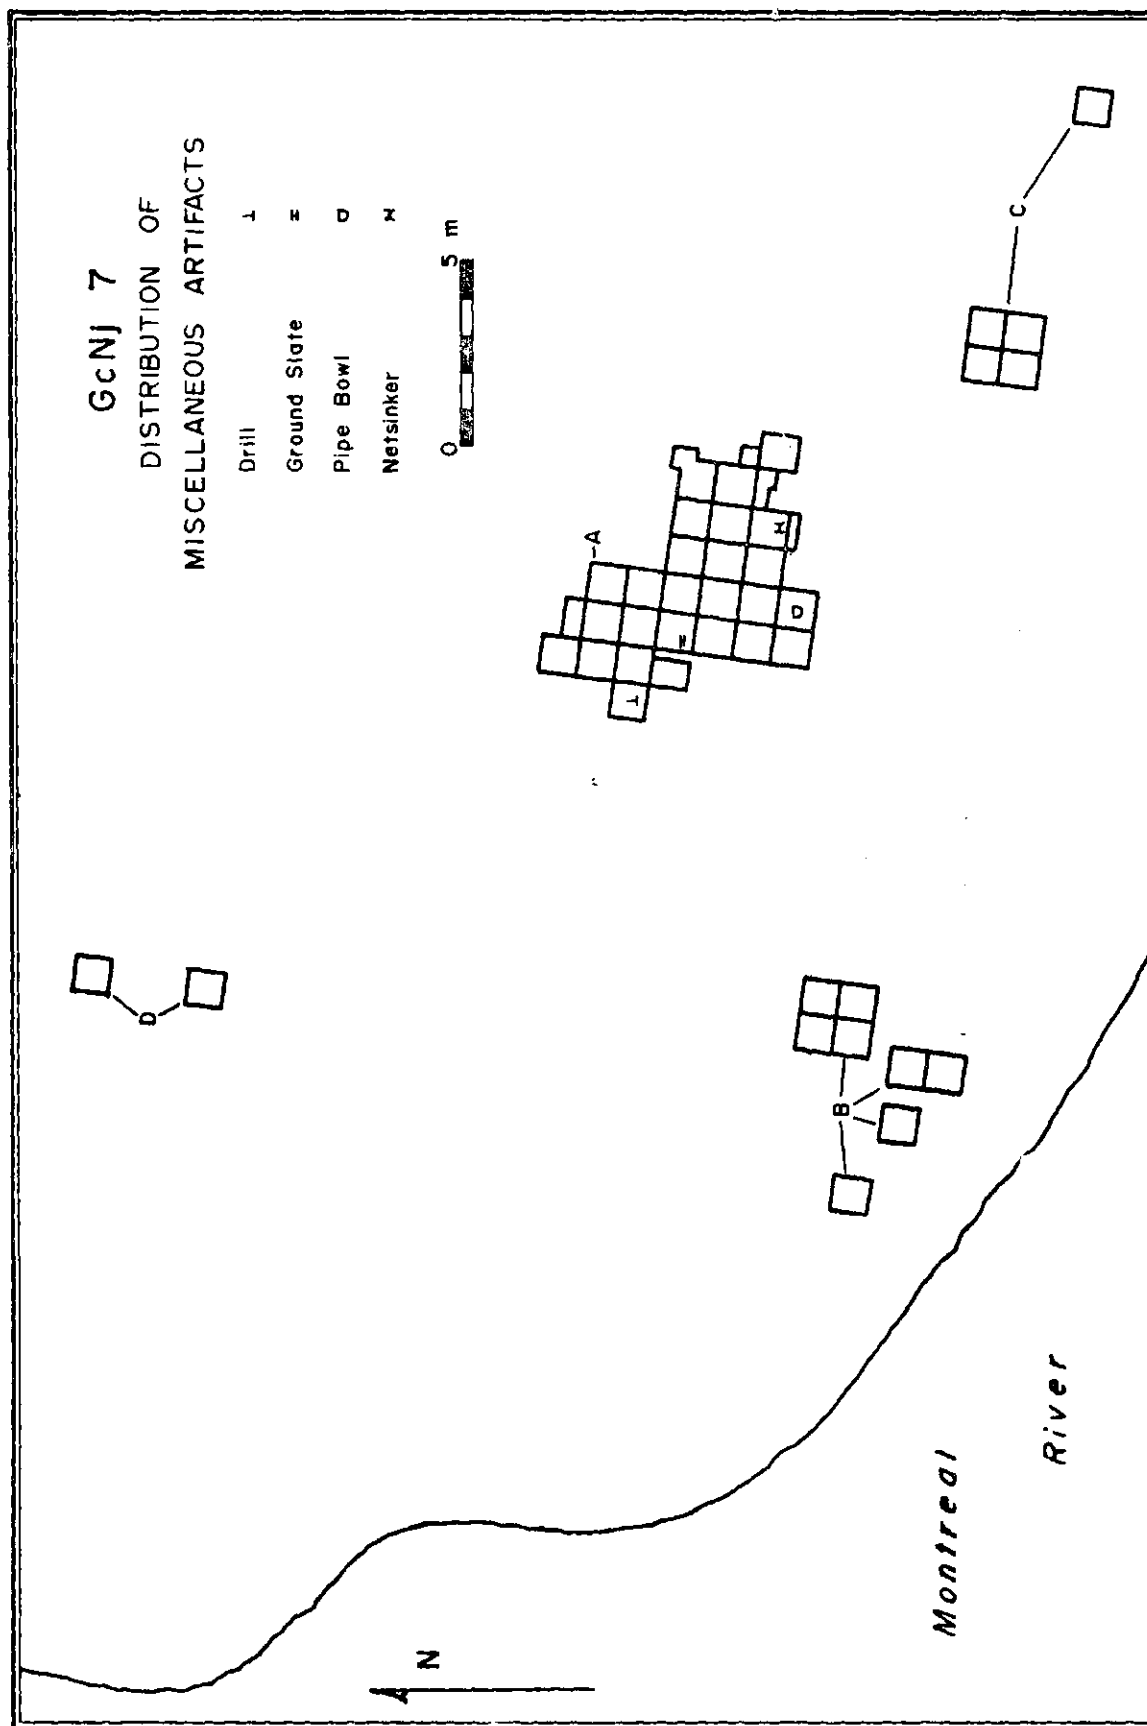 GcNj 7
DISTRIBUTION OF
MISCELLANEOUS ARTIFACTS
Drill
Ground Slate
Pipe Bowl
Netsinker
0 5 m
A
B
C
D
N
Montreal
River